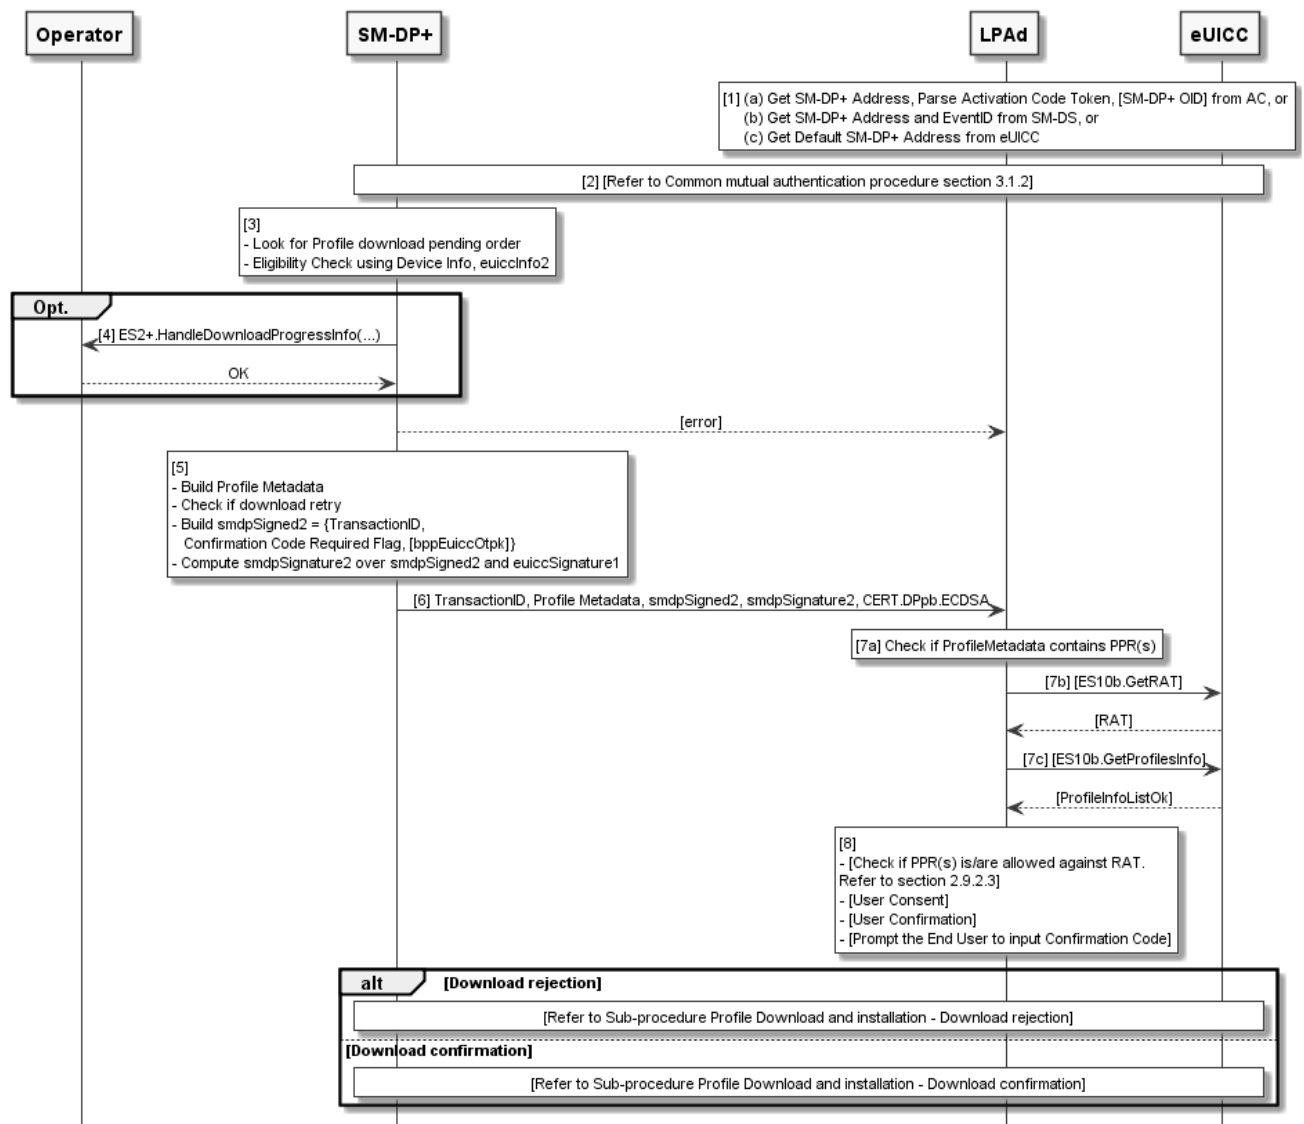 Operator
SM-DP+
LPAd
eUICC
[1] (a) Get SM-DP+ Address, Parse Activation Code Token, [SM-DP+ OID] from AC, or
(b) Get SM-DP+ Address and EventID from SM-DS, or
(c) Get Default SM-DP+ Address from eUICC
[2] [Refer to Common mutual authentication procedure section 3.1.2]
[3]
- Look for Profile download pending order
- Eligibility Check using Device Info, euiccInfo2
Opt.
[4] ES2+.HandleDownloadProgressInfo(...)
OK
[error]
[5]
- Build Profile Metadata
- Check if download retry
- Build smdpSigned2 = {TransactionID,
Confirmation Code Required Flag, [bppEuiccOtpk]}
- Compute smdpSignature2 over smdpSigned2 and euiccSignature1
[6] TransactionID, Profile Metadata, smdpSigned2, smdpSignature2, CERT.DPpb.ECDSA
[7a] Check if ProfileMetadata contains PPR(s)
[7b) [ES10b.GetRAT]
[RAT]
[7c] [ES10b.GetProfilesInfo]
[ProfileInfoListOk]
[8]
- [Check if PPR(s) is/are allowed against RAT.
Refer to section 2.9.2.3]
- [User Consent]
- [User Confirmation]
- [Prompt the End User to input Confirmation Code]
alt
[Download rejection]
[Refer to Sub-procedure Profile Download and installation - Download rejection]
[Download confirmation]
[Refer to Sub-procedure Profile Download and installation - Download confirmation]